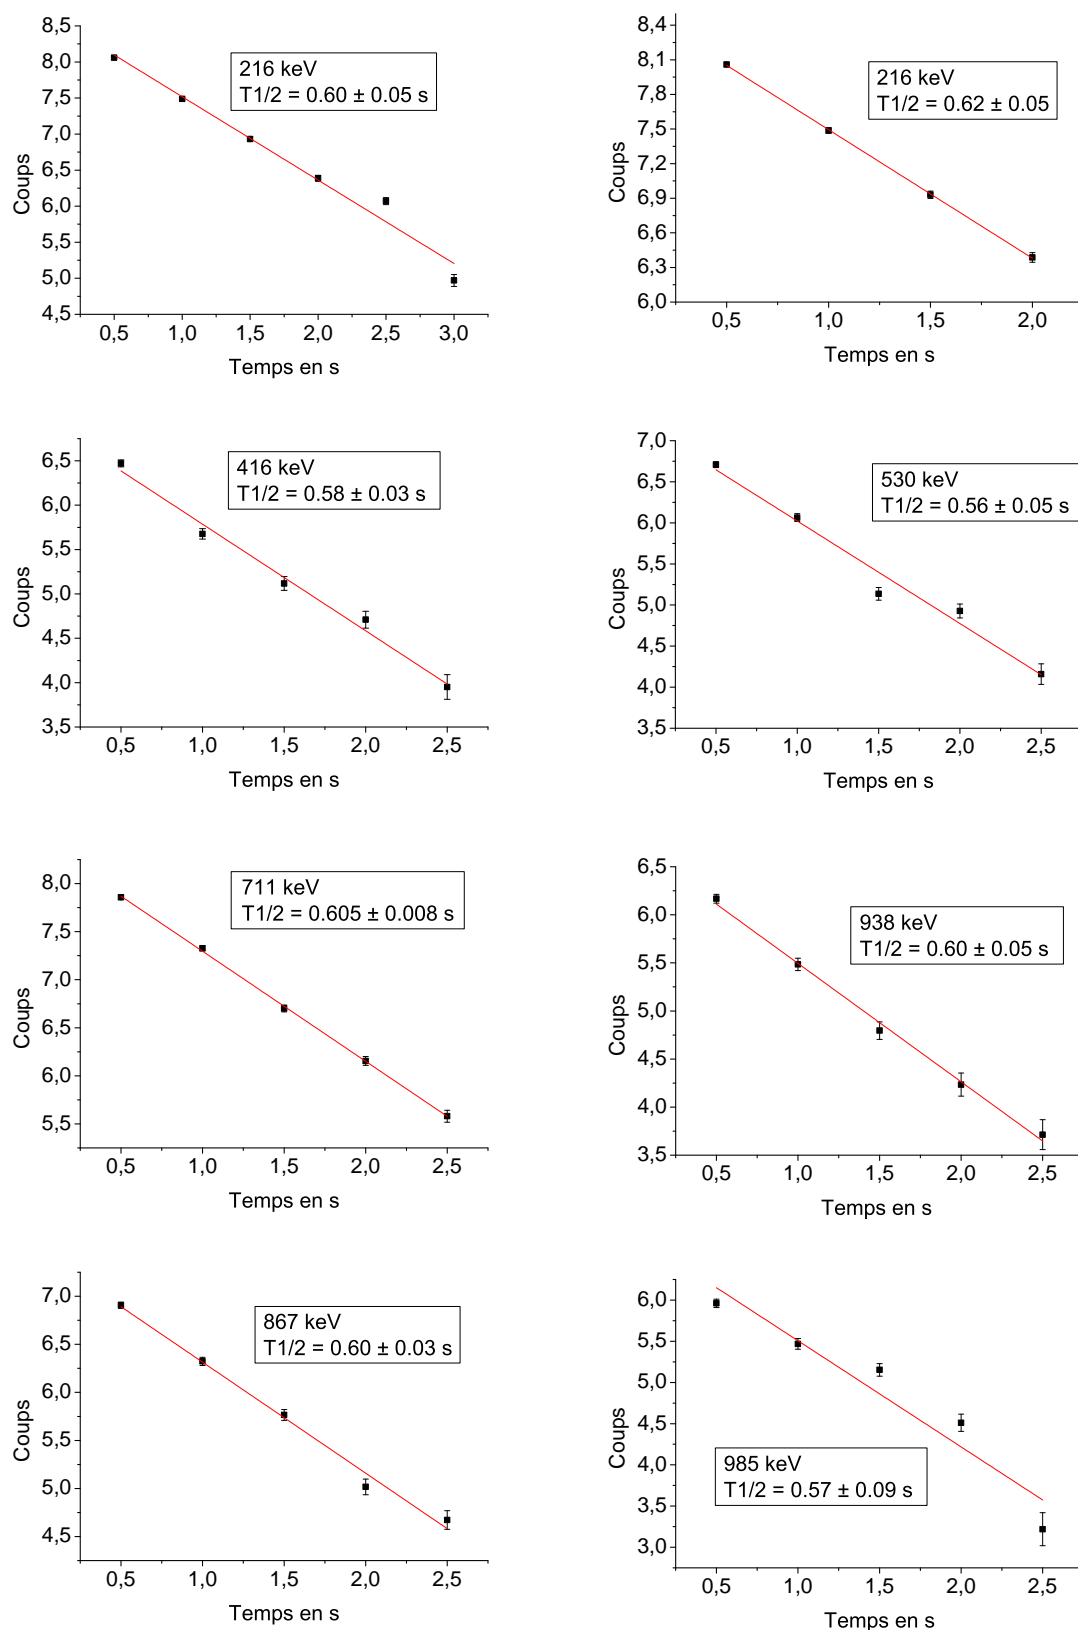 8,5
8,0
7,5
7,0
6,5
6,0
5,5
5,0
4,5
Coups
216 keV
T1/2 = 0.60 ± 0.05 s
0,5 1,0 1,5 2,0 2,5 3,0
Temps en s
8,4
8,1
7,8
7,5
7,2
6,9
6,6
6,3
6,0
Coups
216 keV
T1/2 = 0.62 ± 0.05
0,5 1,0 1,5 2,0
Temps en s
6,5
6,0
5,5
5,0
4,5
4,0
3,5
Coups
416 keV
T1/2 = 0.58 ± 0.03 s
0,5 1,0 1,5 2,0 2,5
Temps en s
7,0
6,5
6,0
5,5
5,0
4,5
4,0
3,5
Coups
530 keV
T1/2 = 0.56 ± 0.05 s
0,5 1,0 1,5 2,0 2,5
Temps en s
8,0
7,5
7,0
6,5
6,0
5,5
Coups
711 keV
T1/2 = 0.605 ± 0.008 s
0,5 1,0 1,5 2,0 2,5
Temps en s
6,5
6,0
5,5
5,0
4,5
4,0
3,5
Coups
938 keV
T1/2 = 0.60 ± 0.05 s
0,5 1,0 1,5 2,0 2,5
Temps en s
7,0
6,5
6,0
5,5
5,0
4,5
Coups
867 keV
T1/2 = 0.60 ± 0.03 s
0,5 1,0 1,5 2,0 2,5
Temps en s
6,0
5,5
5,0
4,5
4,0
3,5
3,0
Coups
985 keV
T1/2 = 0.57 ± 0.09 s
0,5 1,0 1,5 2,0 2,5
Temps en s